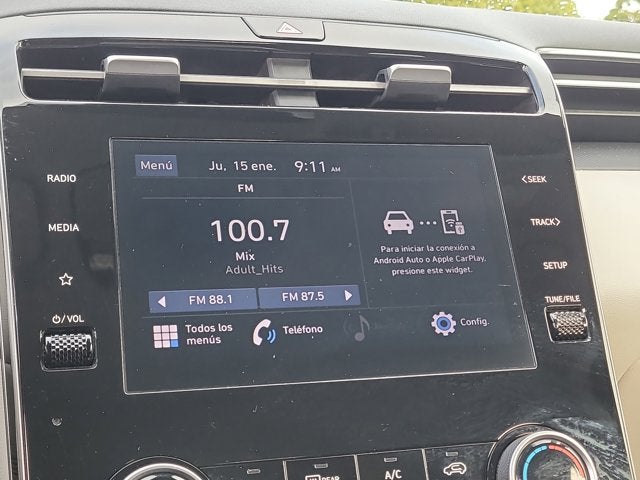 Menú Ju, 15 ene. 9:11 AM
FM
100.7
Mix
Adult_Hits
FM 88.1 FM 87.5
Para iniciar la conexión a
Android Auto o Apple CarPlay,
presione este widget.
Todos los
menús
Teléfono
Config.
RADIO
MEDIA
/VOL
<SEEK
TRACK>
SETUP
TUNE/FILE
REAR
A/C